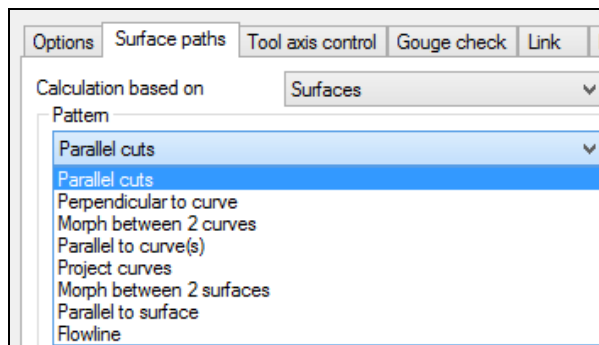 Options Surface paths Tool axis control Gouge check Link
Calculation based on Surfaces
Pattern
Parallel cuts
Parallel cuts
Perpendicular to curve
Morph between 2 curves
Parallel to curve(s)
Project curves
Morph between 2 surfaces
Parallel to surface
Flowline